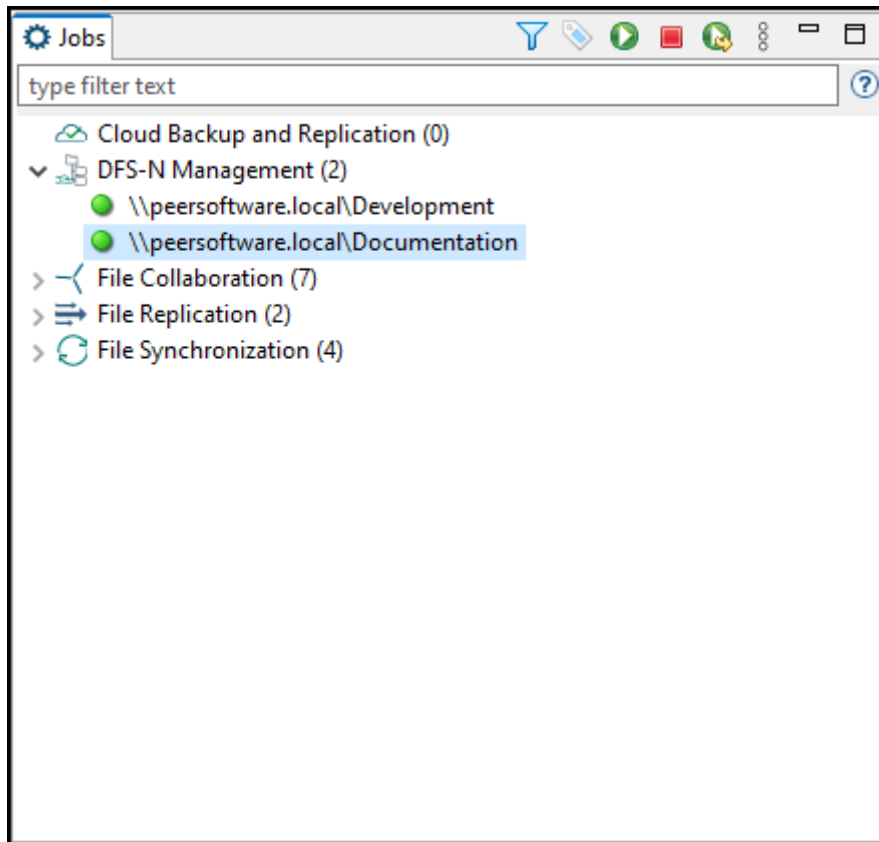 Jobs
type filter text
?
Cloud Backup and Replication (0)
DFS-N Management (2)
\\peersoftware.local\Development
\\peersoftware.local\Documentation
File Collaboration (7)
File Replication (2)
File Synchronization (4)